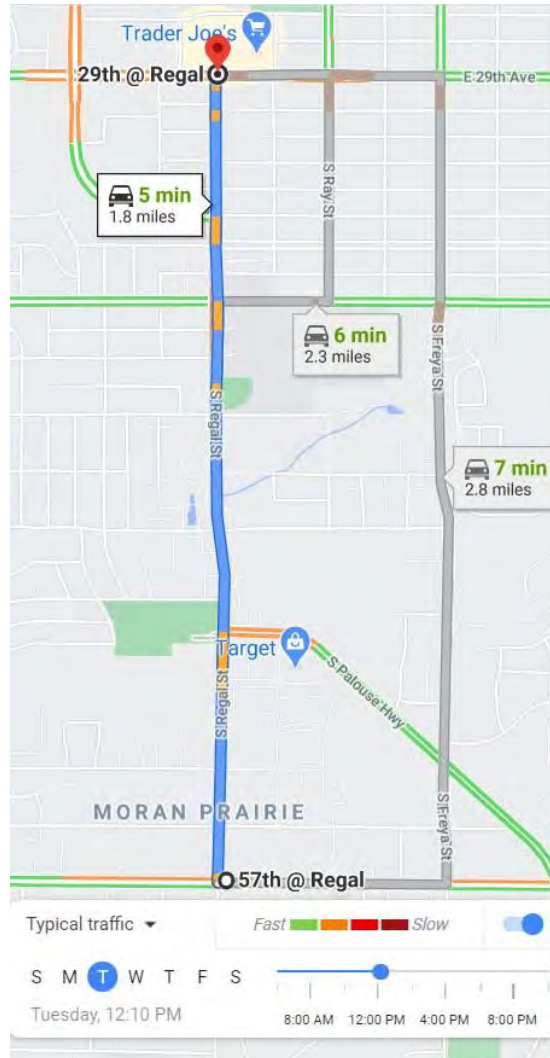 Trader Joe's
29th @ Regal
E 29th Ave
5 min
1.8 miles
S Ray St
6 min
2.3 miles
S Regal St
S Freya St
7 min
2.8 miles
Target
S Palouse Hwy
S Regal St
MORAN PRAIRIE
S Freya St
57th @ Regal
Typical traffic
Fast Slow
S M T W T F S
Tuesday, 12:10 PM
8:00 AM 12:00 PM 4:00 PM 8:00 PM